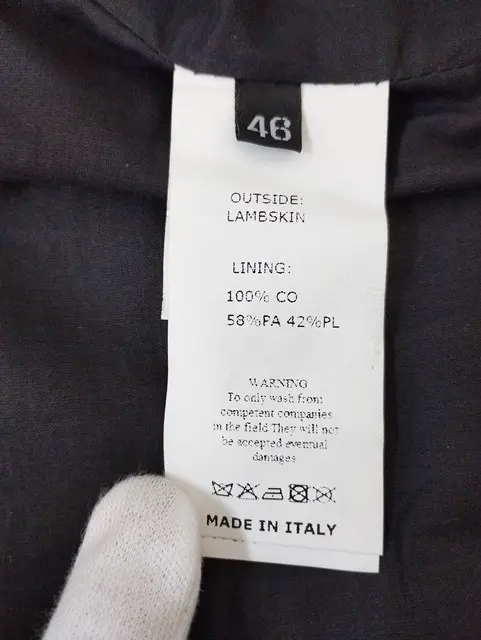 46
OUTSIDE:
LAMBSKIN
LINING:
100% CO
58%PA 42%PL
WARNING
To only wash from
competent companies
in the field They will not
be accepted eventual
damages
MADE IN ITALY